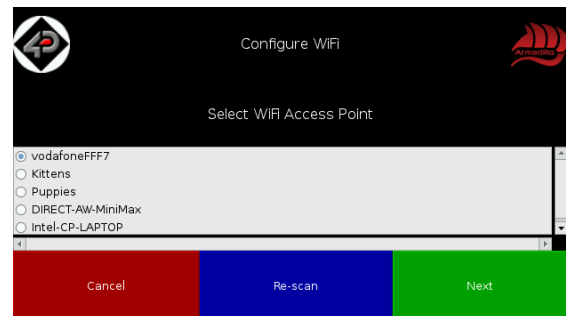 4D
Configure WiFi
Armadillo
Select WiFi Access Point
vodafoneFFF7
Kittens
Puppies
DIRECT-AW-MiniMax
Intel-CP-LAPTOP
Cancel
Re-scan
Next